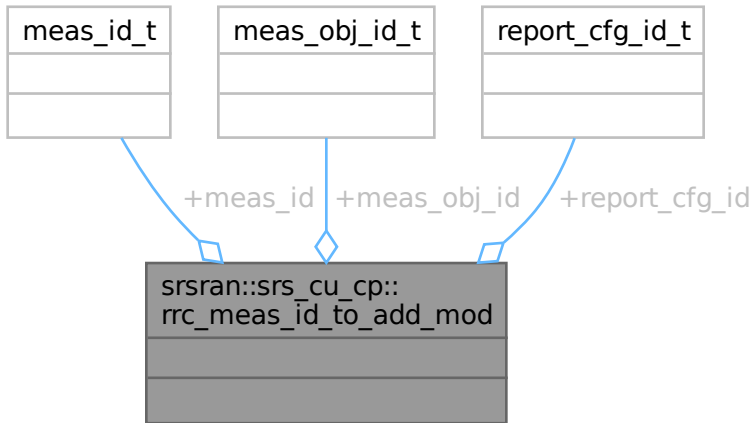 meas_id_t
meas_obj_id_t
report_cfg_id_t
+meas_id
+meas_obj_id
+report_cfg_id
srsran::srs_cu_cp::
rrc_meas_id_to_add_mod